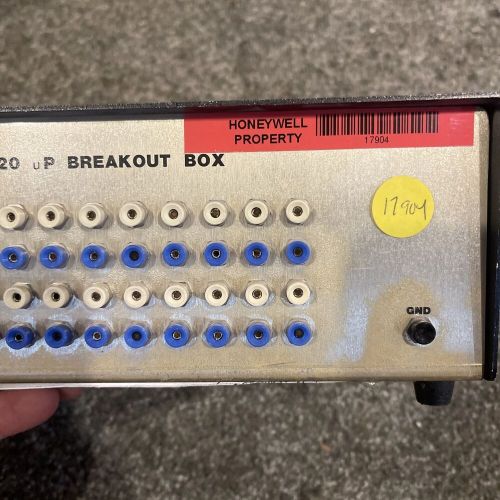 HONEYWELL
PROPERTY
17904
20 uP BREAKOUT BOX
17904
GND